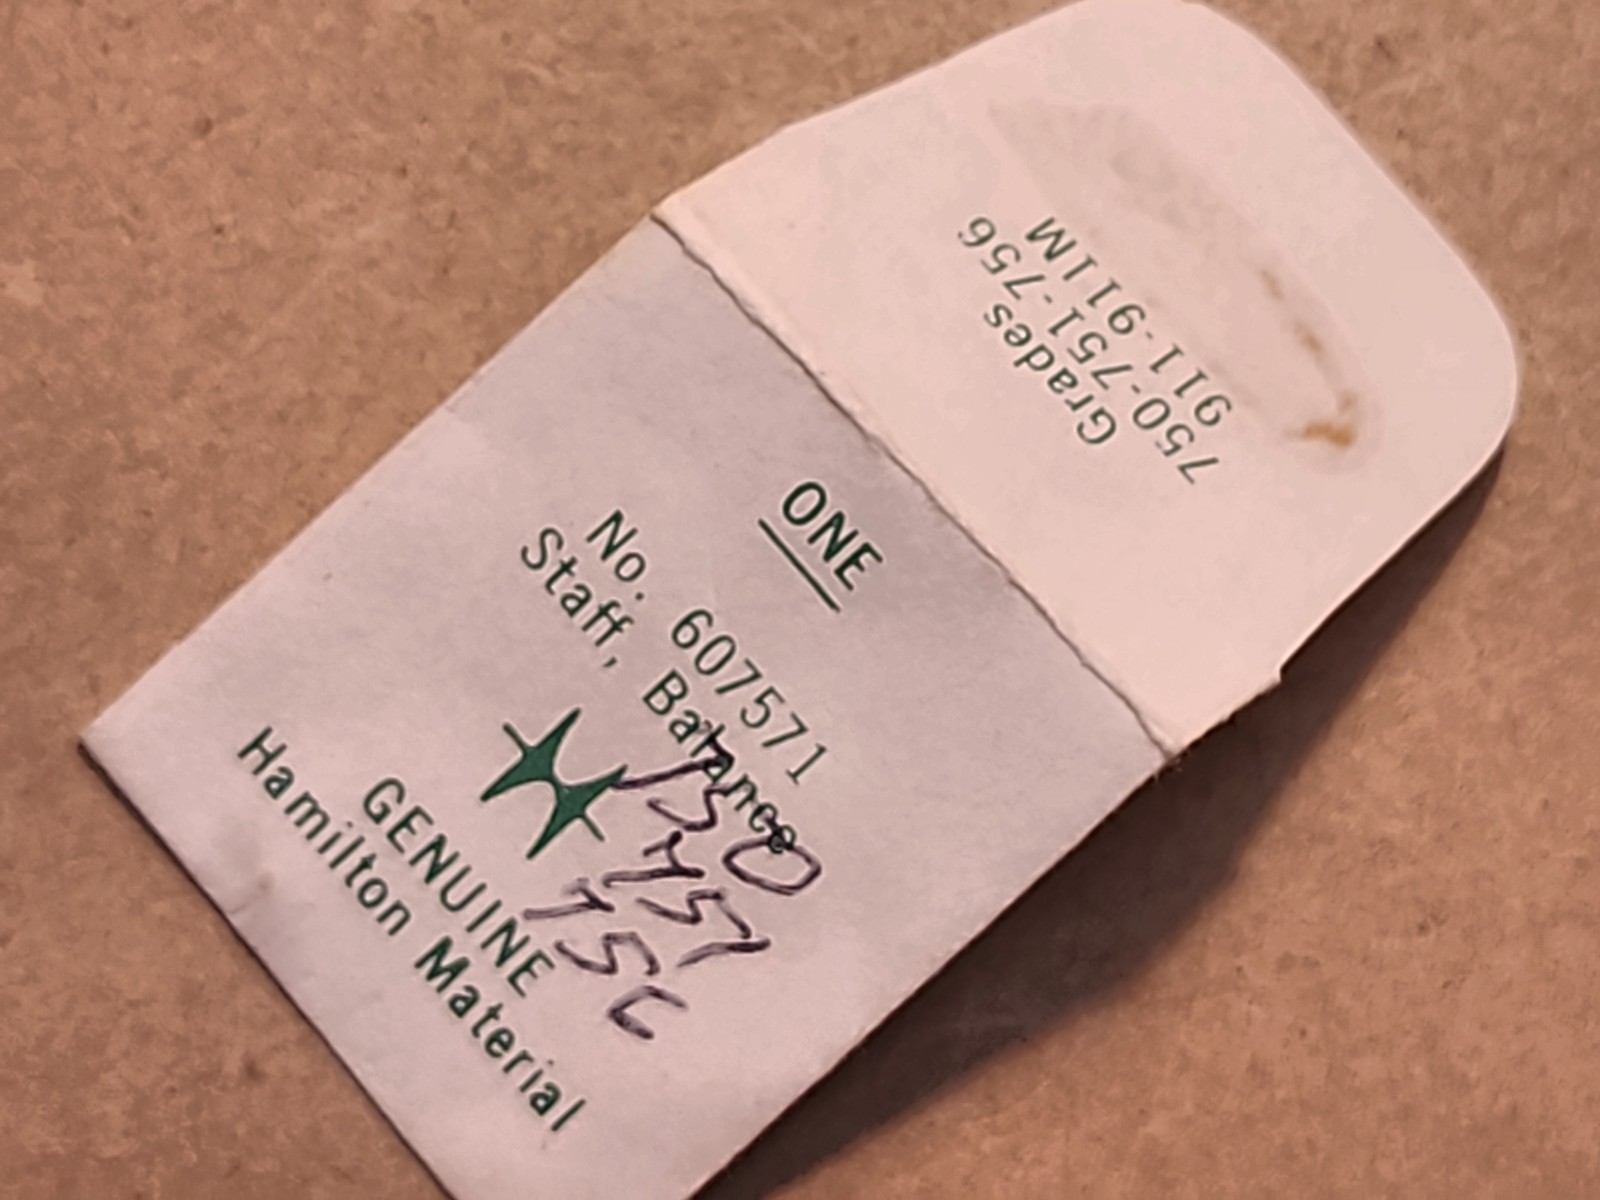 Grades
750-751-756
911-911M
ONE
No. 607571
Staff, Balance
750
751
756
GENUINE
Hamilton Material